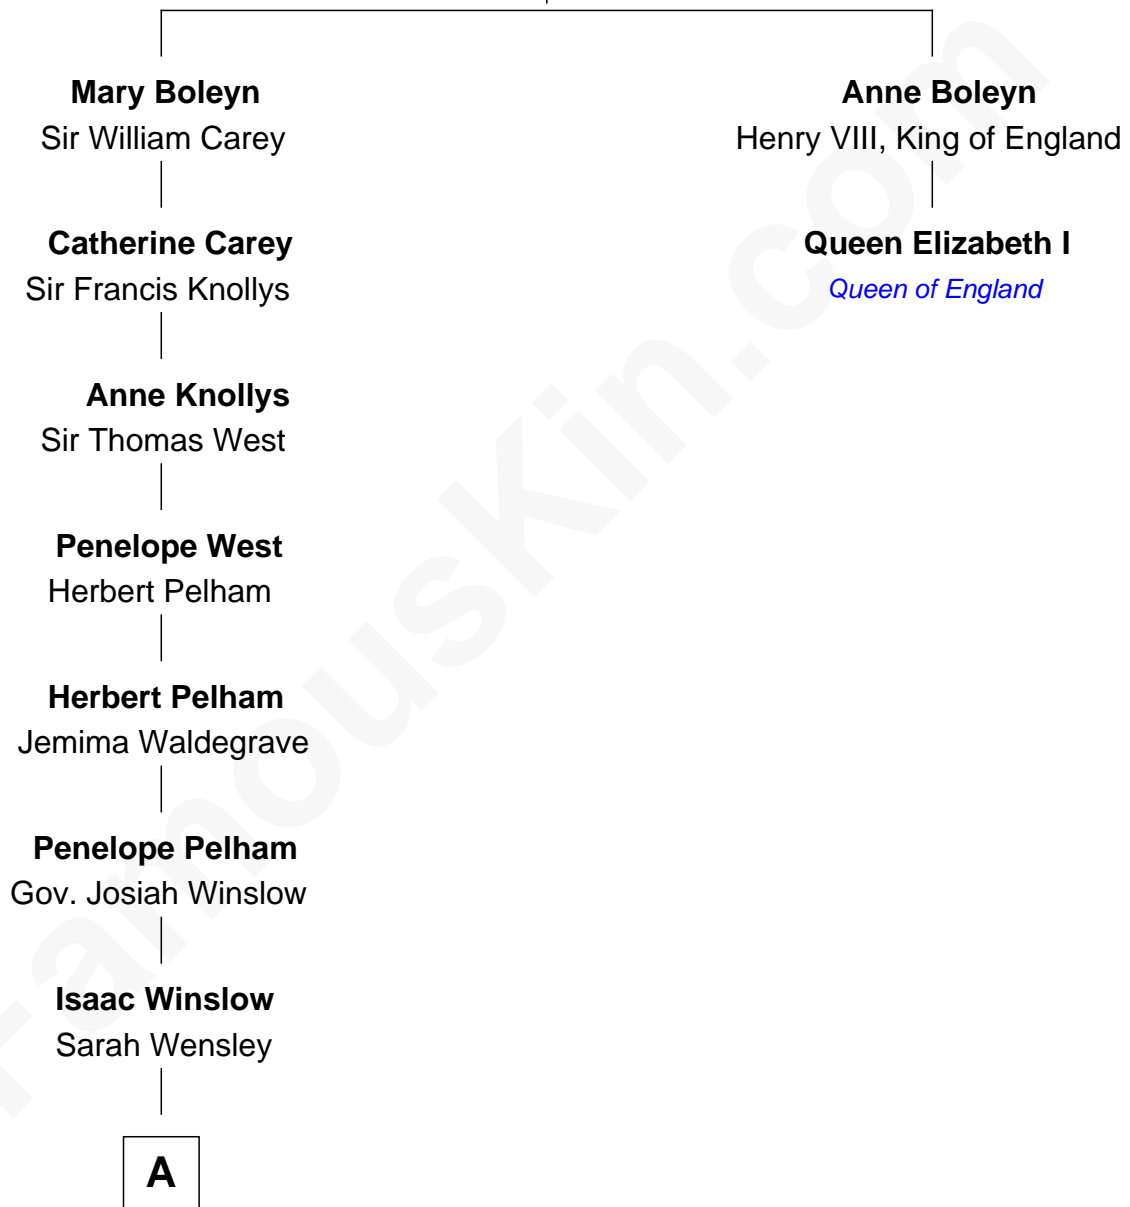 Mary Boleyn
Sir William Carey
Anne Boleyn
Henry VIII, King of England
Catherine Carey
Sir Francis Knollys
Queen Elizabeth I
Queen of England
Anne Knollys
Sir Thomas West
Penelope West
Herbert Pelham
Herbert Pelham
Jemima Waldegrave
Penelope Pelham
Gov. Josiah Winslow
Isaac Winslow
Sarah Wensley
A
FamousKin.com